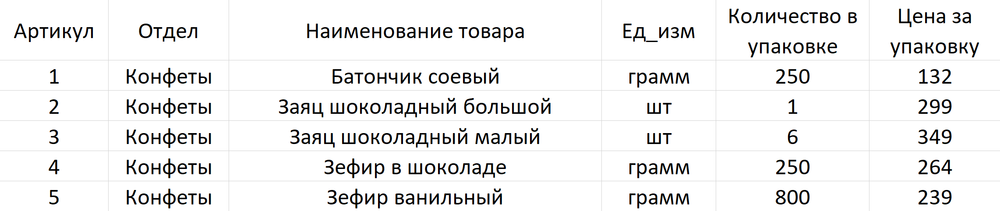 Артикул Отдел Наименование товара Ед_изм Количество в упаковке Цена за упаковку
1 Конфеты Батончик соевый грамм 250 132
2 Конфеты Заяц шоколадный большой шт 1 299
3 Конфеты Заяц шоколадный малый шт 6 349
4 Конфеты Зефир в шоколаде грамм 250 264
5 Конфеты Зефир ванильный грамм 800 239